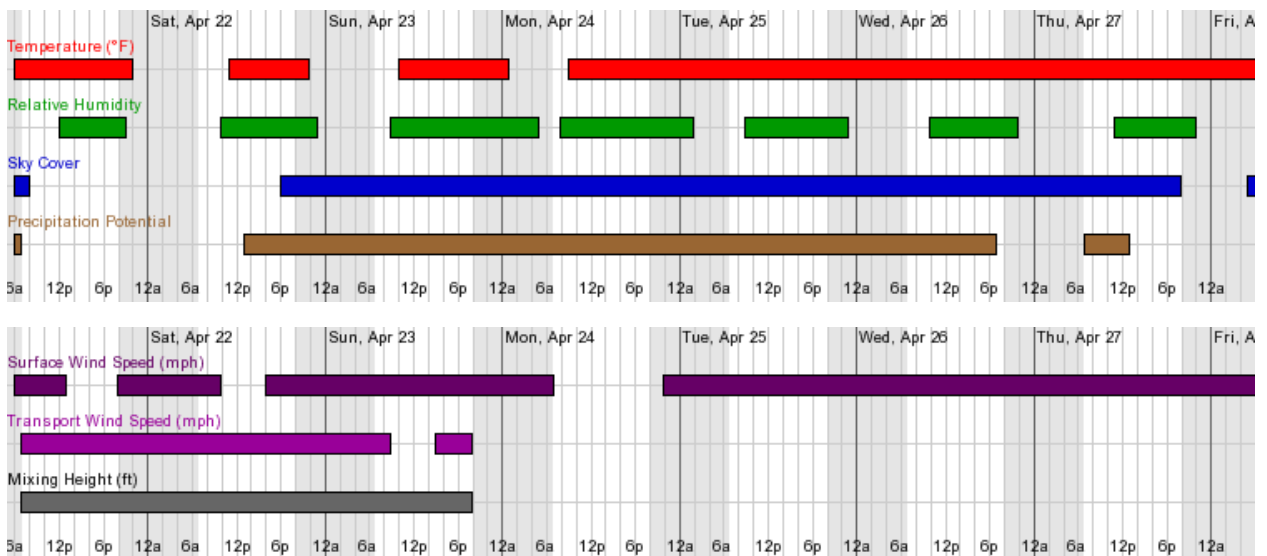 Sat, Apr 22 Sun, Apr 23 Mon, Apr 24 Tue, Apr 25 Wed, Apr 26 Thu, Apr 27 Fri, A
Temperature (°F)
Relative Humidity
Sky Cover
Precipitation Potential
6a 12p 6p 12a 6a 12p 6p 12a 6a 12p 6p 12a 6a 12p 6p 12a 6a 12p 6p 12a 6a 12p 6p 12a 6a 12p 6p 12a
Sat, Apr 22 Sun, Apr 23 Mon, Apr 24 Tue, Apr 25 Wed, Apr 26 Thu, Apr 27 Fri, A
Surface Wind Speed (mph)
Transport Wind Speed (mph)
Mixing Height (ft)
6a 12p 6p 12a 6a 12p 6p 12a 6a 12p 6p 12a 6a 12p 6p 12a 6a 12p 6p 12a 6a 12p 6p 12a 6a 12p 6p 12a